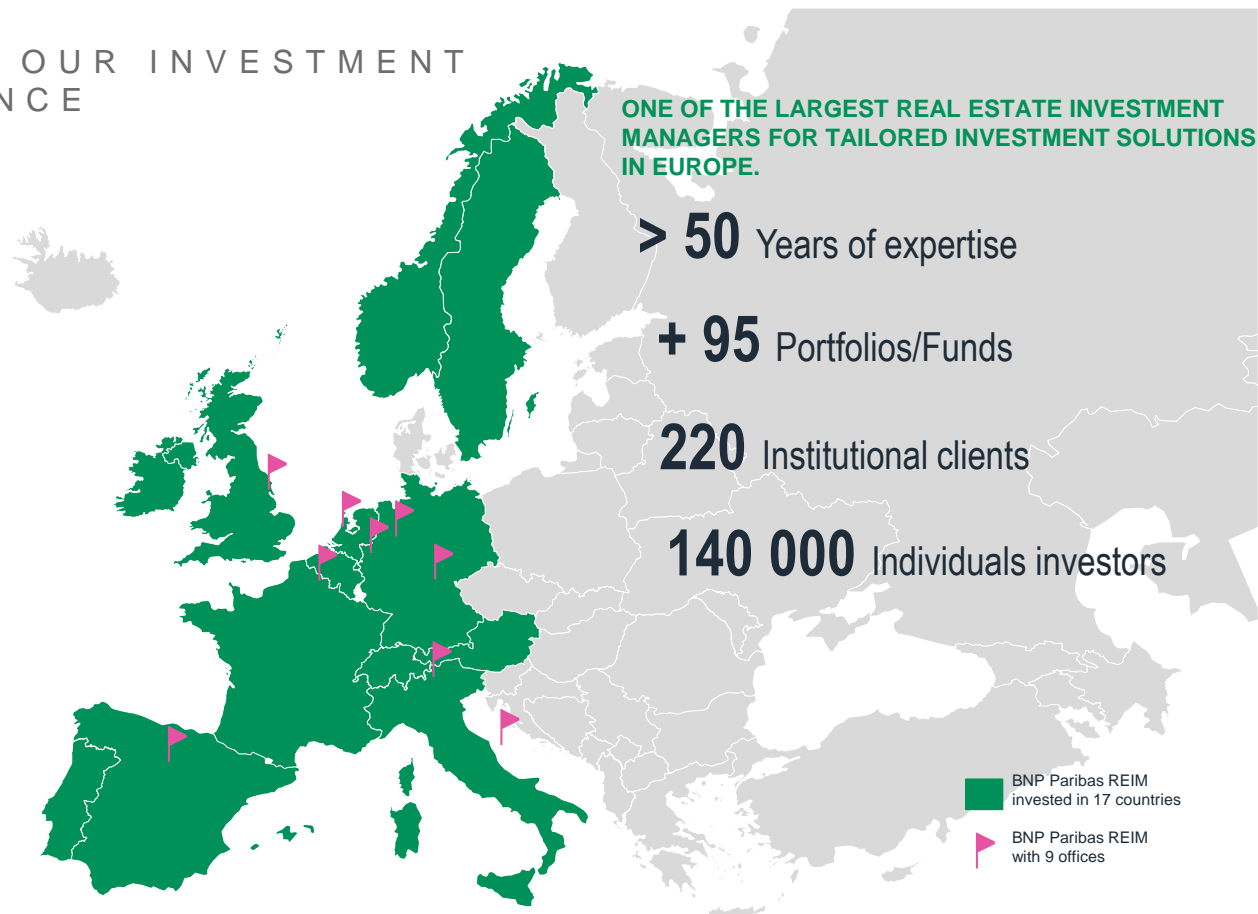 OUR INVESTMENT
NCE
ONE OF THE LARGEST REAL ESTATE INVESTMENT
MANAGERS FOR TAILORED INVESTMENT SOLUTIONS
IN EUROPE.
> 50 Years of expertise
+ 95 Portfolios/Funds
220 Institutional clients
140 000 Individuals investors
BNP Paribas REIM
invested in 17 countries
BNP Paribas REIM
with 9 offices